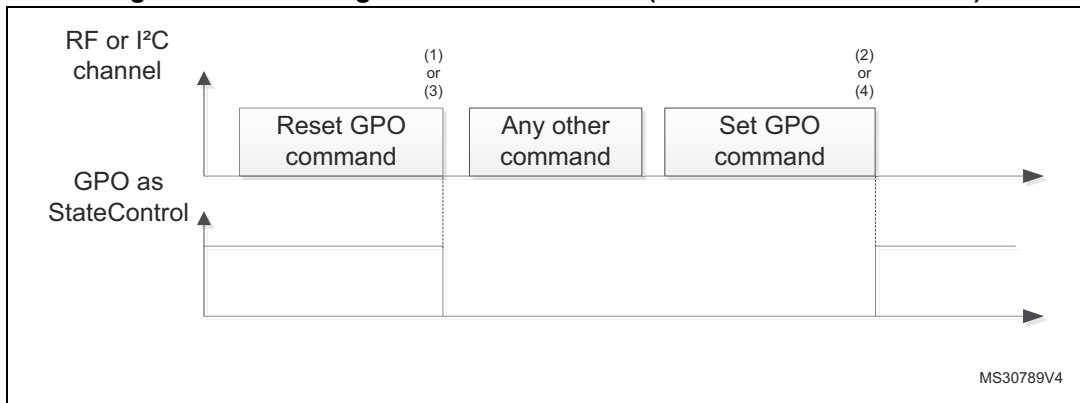 RF or I²C
channel
(1)
or
(3)
(2)
or
(4)
Reset GPO
command
Any other
command
Set GPO
command
GPO as
StateControl
MS30789V4